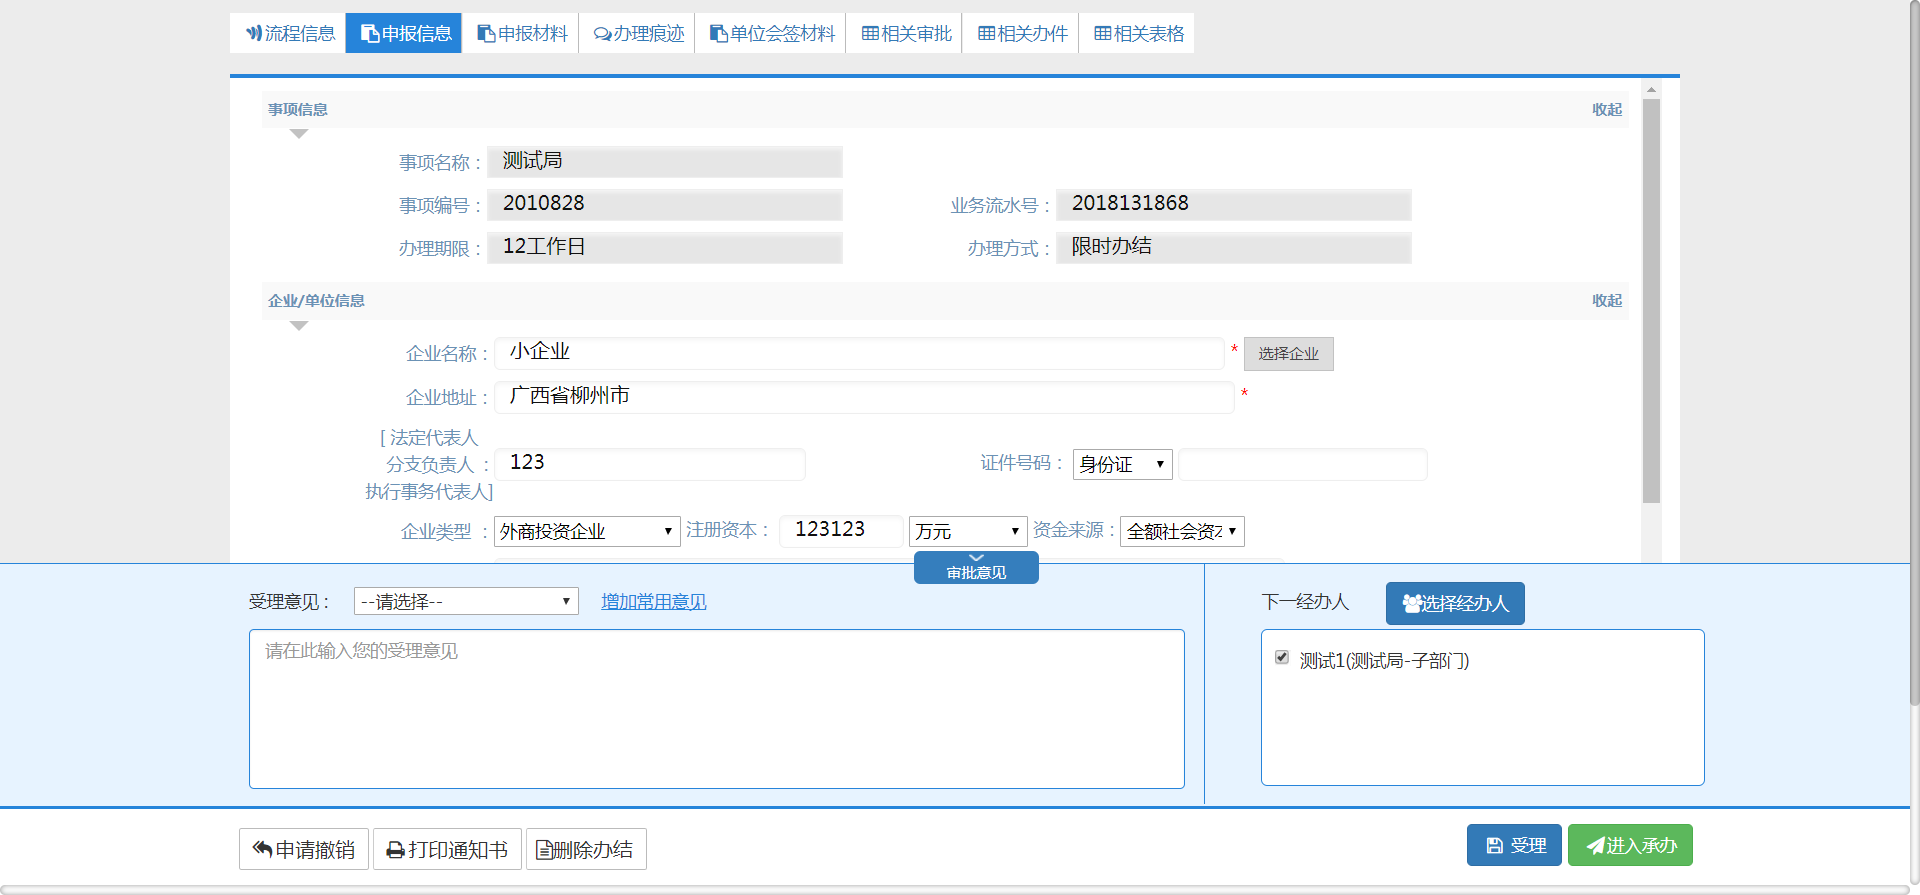 流程信息 申报信息 申报材料 办理痕迹 单位会签材料 相关审批 相关办件 相关表格
事项信息 收起
事项名称： 测试局
事项编号： 2010828 业务流水号： 2018131868
办理期限： 12工作日 办理方式： 限时办结
企业/单位信息 收起
企业名称： 小企业 * 选择企业
企业地址： 广西省柳州市 *
[ 法定代表人
分支负责人 ： 123 证件号码： 身份证
执行事务代表人]
企业类型 ： 外商投资企业 注册资本： 123123 万元 资金来源： 全额社会资
审批意见
受理意见： --请选择-- 增加常用意见 下一经办人 选择经办人
请在此输入您的受理意见 测试1(测试局-子部门)
申请撤销 打印通知书 删除办结 受理 进入承办